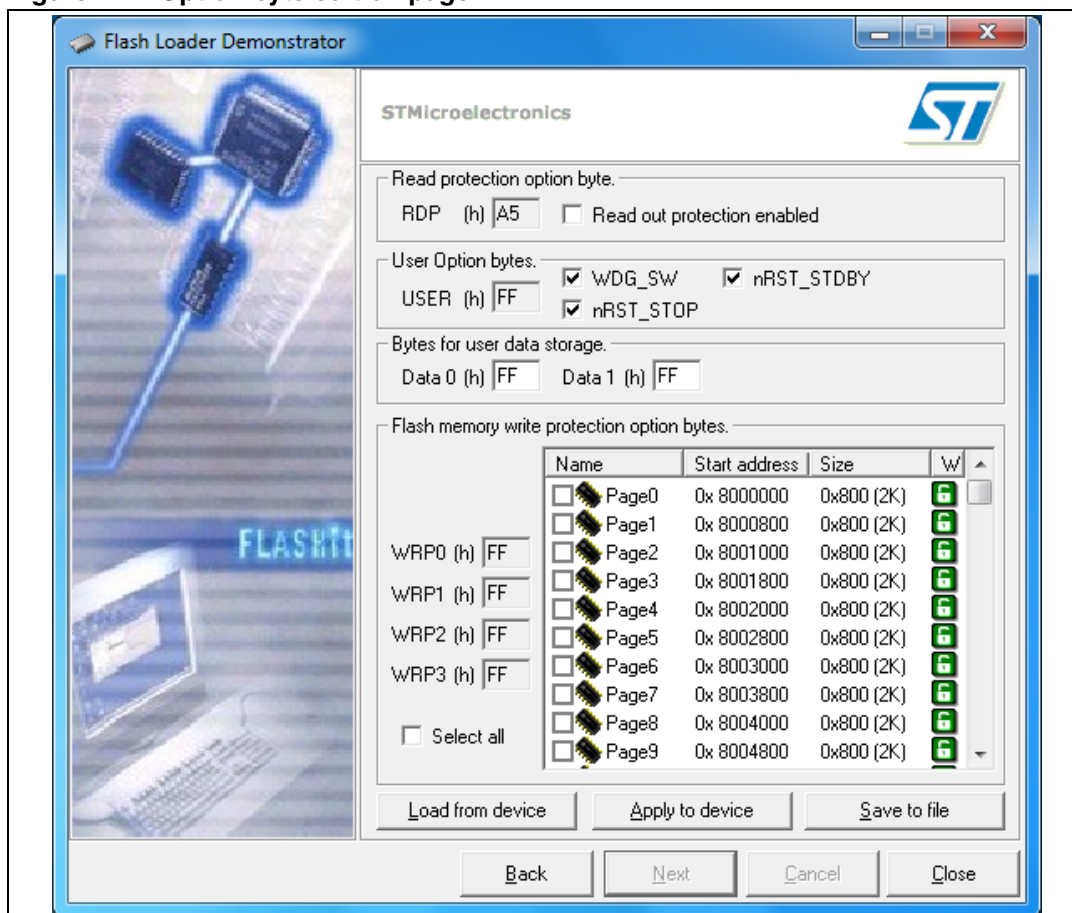 Flash Loader Demonstrator
STMicroelectronics
ST
Read protection option byte.
RDP (h) A5 Read out protection enabled
User Option bytes.
USER (h) FF WDG_SW nRST_STDBY
nRST_STOP
Bytes for user data storage.
Data 0 (h) FF Data 1 (h) FF
Flash memory write protection option bytes.
Name Start address Size W
Page0 0x 8000000 0x800 (2K)
Page1 0x 8000800 0x800 (2K)
Page2 0x 8001000 0x800 (2K)
Page3 0x 8001800 0x800 (2K)
Page4 0x 8002000 0x800 (2K)
Page5 0x 8002800 0x800 (2K)
Page6 0x 8003000 0x800 (2K)
Page7 0x 8003800 0x800 (2K)
Page8 0x 8004000 0x800 (2K)
Page9 0x 8004800 0x800 (2K)
WRP0 (h) FF
WRP1 (h) FF
WRP2 (h) FF
WRP3 (h) FF
Select all
Load from device Apply to device Save to file
Back Next Cancel Close